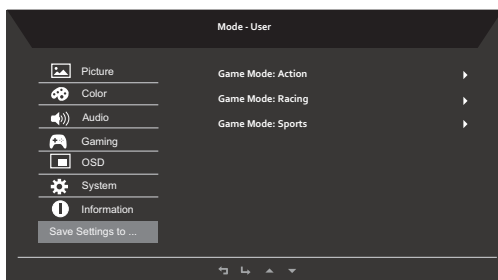 Mode - User
Picture
Color
Audio
Gaming
OSD
System
Information
Save Settings to ...
Game Mode: Action
Game Mode: Racing
Game Mode: Sports